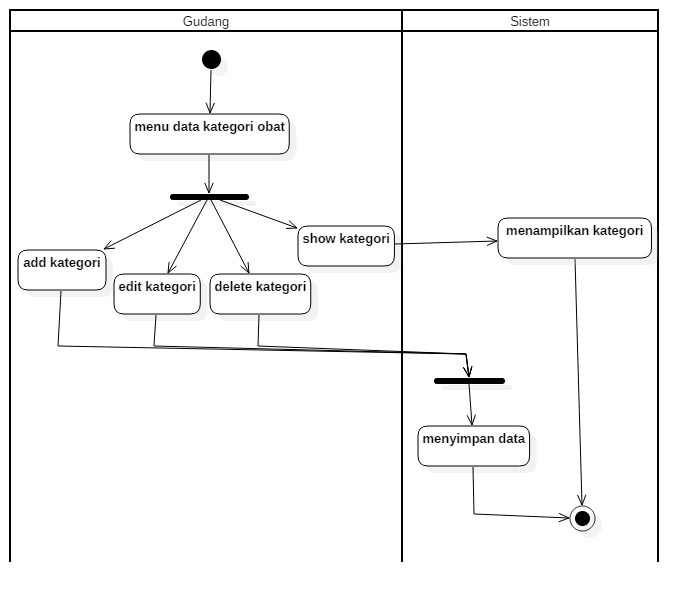 Gudang
Sistem
menu data kategori obat
show kategori
menampilkan kategori
add kategori
edit kategori
delete kategori
menyimpan data